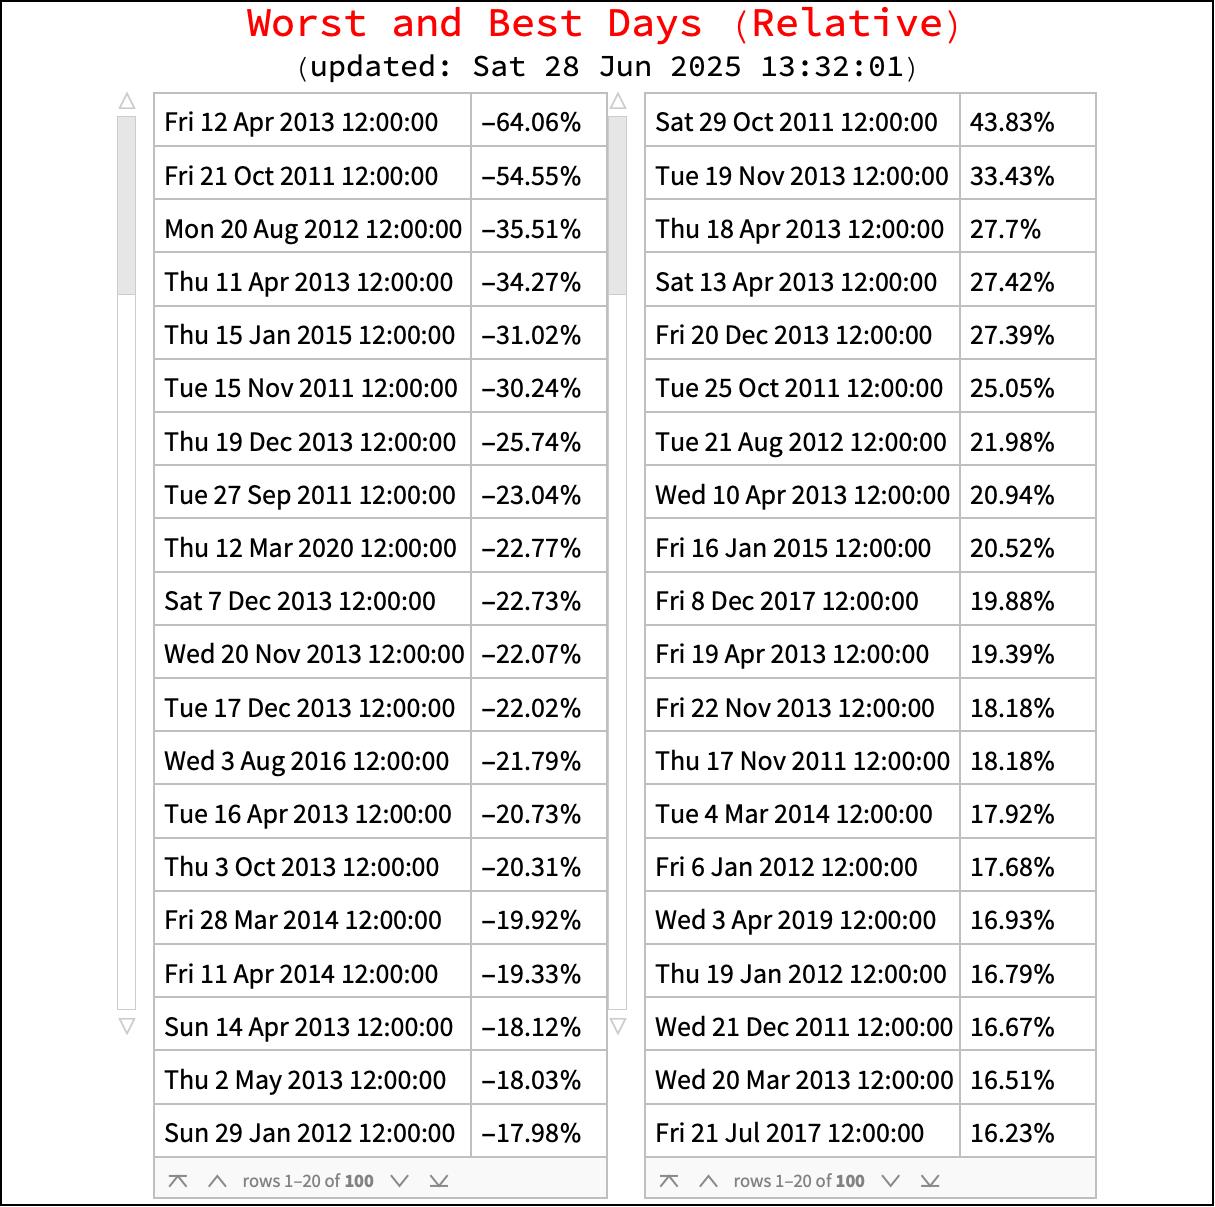 Worst and Best Days (Relative)
(updated: Sat 28 Jun 2025 13:32:01)
Fri 12 Apr 2013 12:00:00 −64.06%
Fri 21 Oct 2011 12:00:00 −54.55%
Mon 20 Aug 2012 12:00:00 −35.51%
Thu 11 Apr 2013 12:00:00 −34.27%
Thu 15 Jan 2015 12:00:00 −31.02%
Tue 15 Nov 2011 12:00:00 −30.24%
Thu 19 Dec 2013 12:00:00 −25.74%
Tue 27 Sep 2011 12:00:00 −23.04%
Thu 12 Mar 2020 12:00:00 −22.77%
Sat 7 Dec 2013 12:00:00 −22.73%
Wed 20 Nov 2013 12:00:00 −22.07%
Tue 17 Dec 2013 12:00:00 −22.02%
Wed 3 Aug 2016 12:00:00 −21.79%
Tue 16 Apr 2013 12:00:00 −20.73%
Thu 3 Oct 2013 12:00:00 −20.31%
Fri 28 Mar 2014 12:00:00 −19.92%
Fri 11 Apr 2014 12:00:00 −19.33%
Sun 14 Apr 2013 12:00:00 −18.12%
Thu 2 May 2013 12:00:00 −18.03%
Sun 29 Jan 2012 12:00:00 −17.98%
rows 1–20 of 100
Sat 29 Oct 2011 12:00:00 43.83%
Tue 19 Nov 2013 12:00:00 33.43%
Thu 18 Apr 2013 12:00:00 27.7%
Sat 13 Apr 2013 12:00:00 27.42%
Fri 20 Dec 2013 12:00:00 27.39%
Tue 25 Oct 2011 12:00:00 25.05%
Tue 21 Aug 2012 12:00:00 21.98%
Wed 10 Apr 2013 12:00:00 20.94%
Fri 16 Jan 2015 12:00:00 20.52%
Fri 8 Dec 2017 12:00:00 19.88%
Fri 19 Apr 2013 12:00:00 19.39%
Fri 22 Nov 2013 12:00:00 18.18%
Thu 17 Nov 2011 12:00:00 18.18%
Tue 4 Mar 2014 12:00:00 17.92%
Fri 6 Jan 2012 12:00:00 17.68%
Wed 3 Apr 2019 12:00:00 16.93%
Thu 19 Jan 2012 12:00:00 16.79%
Wed 21 Dec 2011 12:00:00 16.67%
Wed 20 Mar 2013 12:00:00 16.51%
Fri 21 Jul 2017 12:00:00 16.23%
rows 1–20 of 100